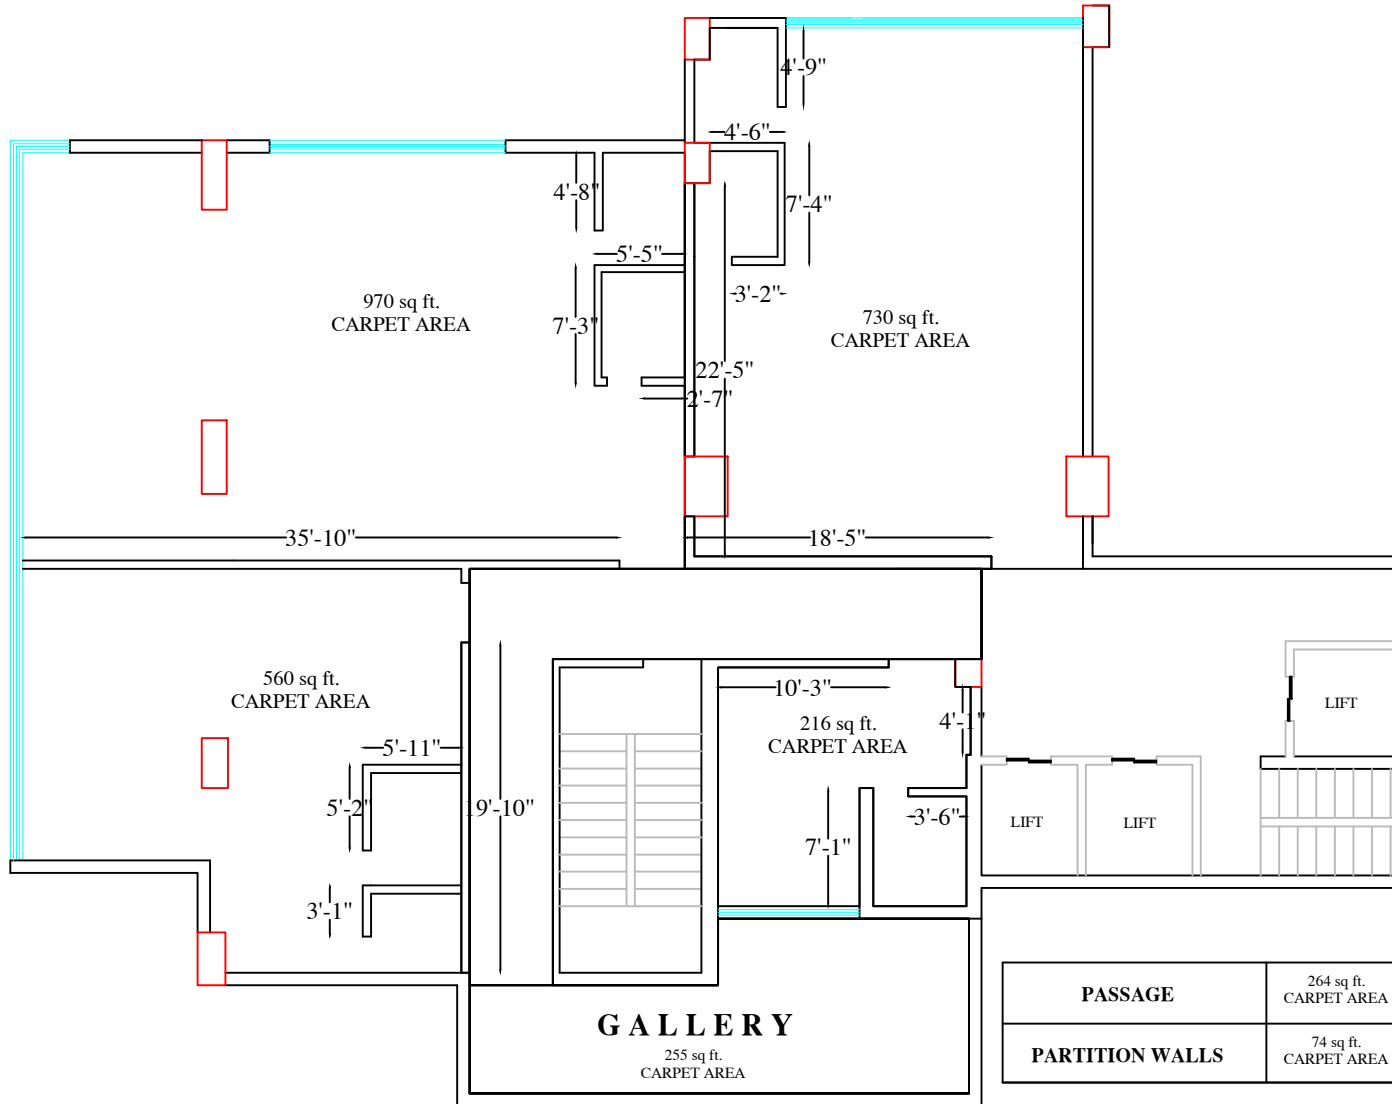 4'-9"
4'-6"
4'-8"
7'-4"
5'-5"
3'-2"
970 sq ft.
CARPET AREA
7'-3"
730 sq ft.
CARPET AREA
22'-5"
2'-7"
35'-10"
18'-5"
560 sq ft.
CARPET AREA
10'-3"
4'-1"
216 sq ft.
CARPET AREA
LIFT
5'-11"
5'-2"
19'-10"
3'-6"
7'-1"
LIFT
LIFT
3'-1"
GALLERY
255 sq ft.
CARPET AREA
PASSAGE
264 sq ft.
CARPET AREA
PARTITION WALLS
74 sq ft.
CARPET AREA